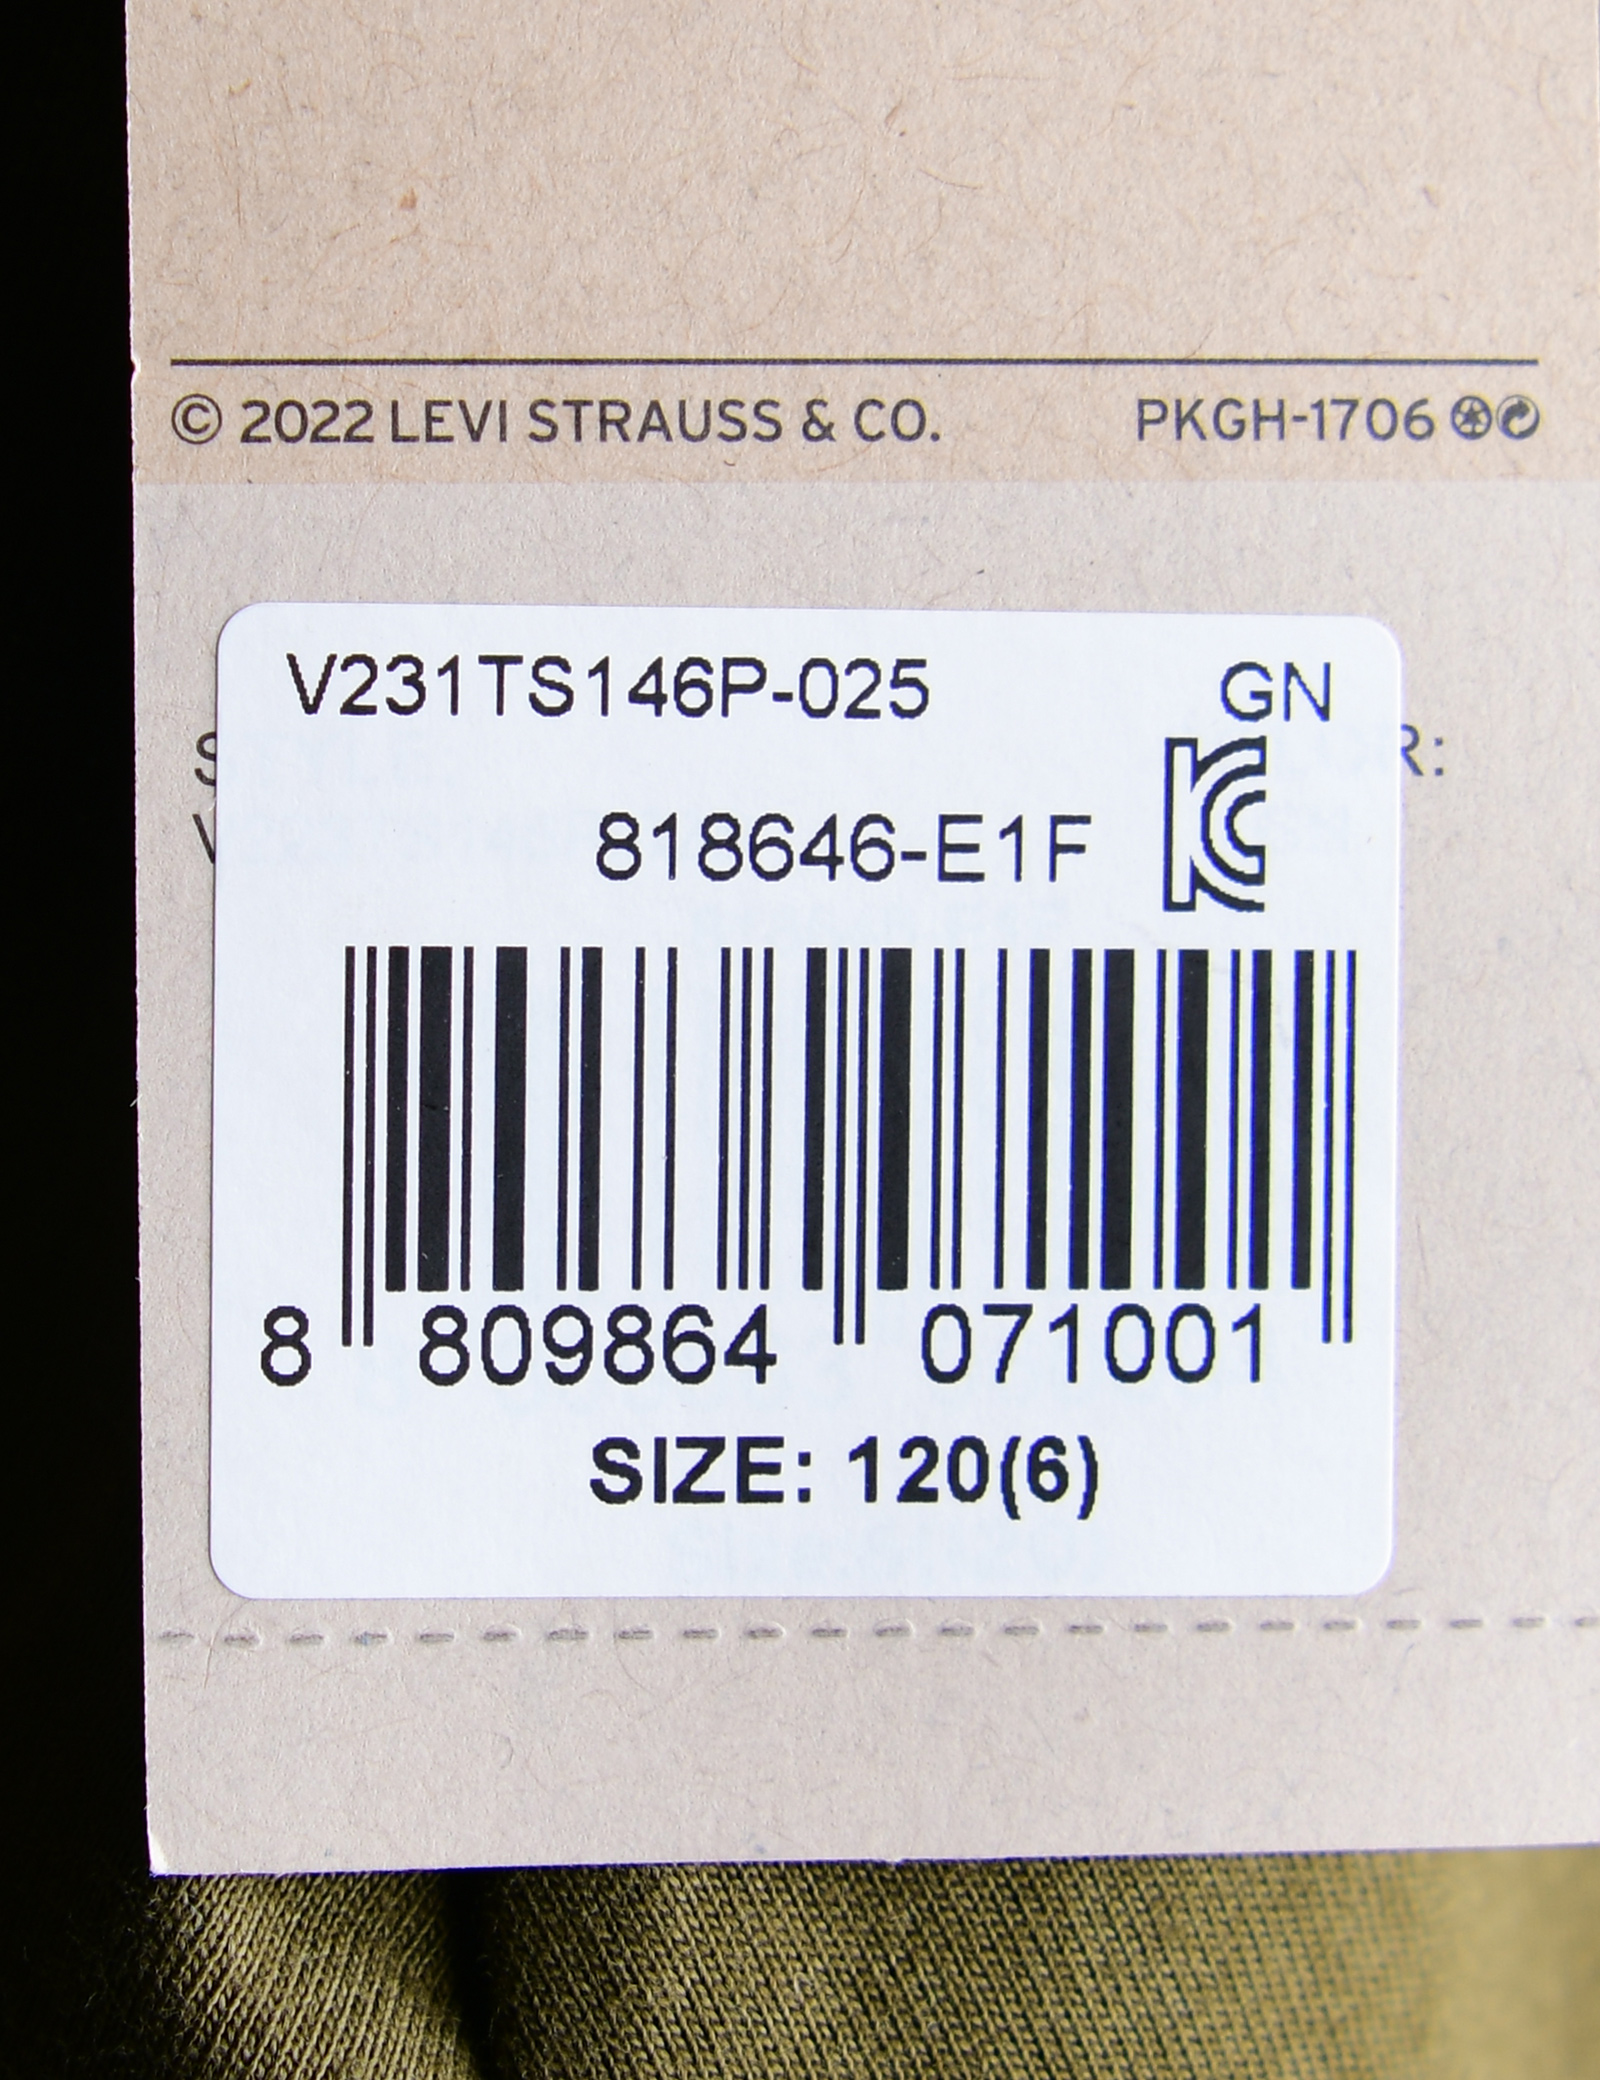 © 2022 LEVI STRAUSS & CO. PKGH-1706
V231TS146P-025 GN
818646-E1F
8 809864 071001
SIZE: 120(6)